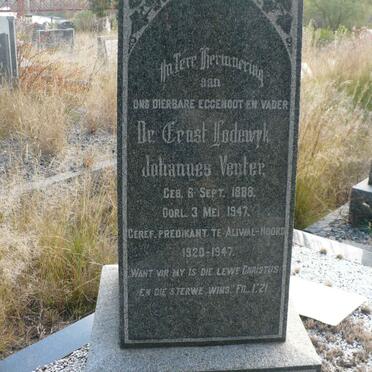 In Tere Herinnering
aan
ONS DIERBARE EGGENOOT EN VADER
Dr. Ernst Lodewyk
Johannes Venter
GEB. 6 SEPT. 1888.
OORL. 3 MEI 1947.
GEREF. PREDIKANT TE ALIWAL-NOORD
1920-1947.
"WANT VIR MY IS DIE LEWE CHRISTUS
EN DIE STERWE WINS." FIL. 1:21